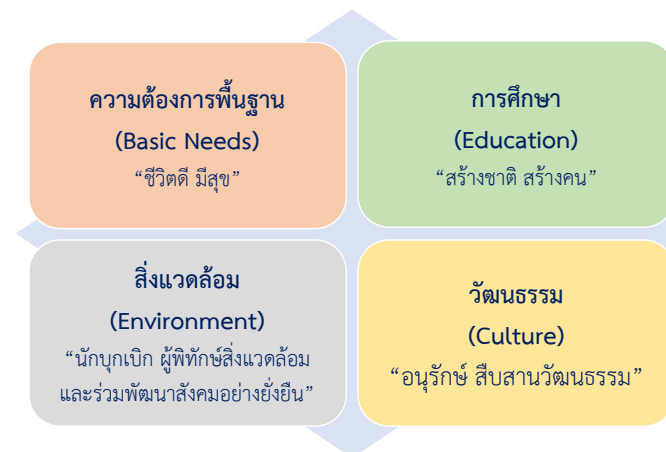 ความต้องการพื้นฐาน
(Basic Needs)
“ชีวิตดี มีสุข”
การศึกษา
(Education)
“สร้างชาติ สร้างคน”
สิ่งแวดล้อม
(Environment)
“นักบุกเบิก ผู้พิทักษ์สิ่งแวดล้อม
และร่วมพัฒนาสังคมอย่างยั่งยืน”
วัฒนธรรม
(Culture)
“อนุรักษ์ สืบสานวัฒนธรรม”